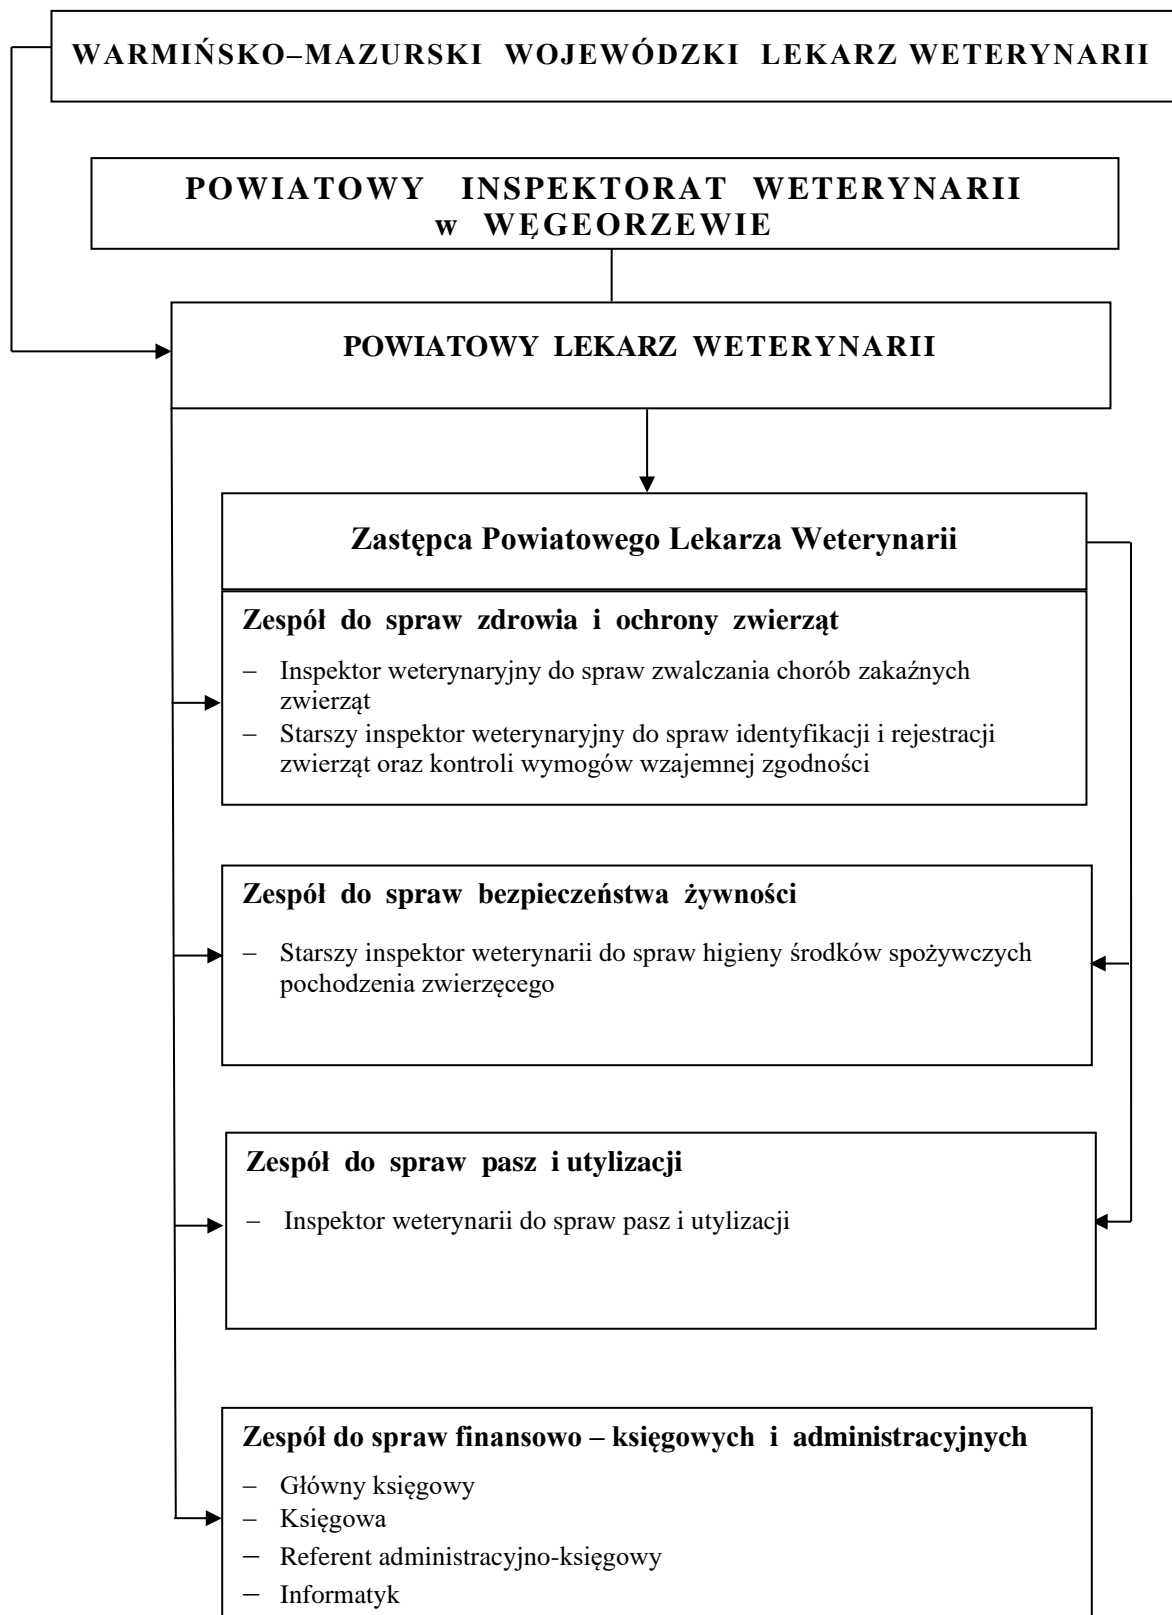 WARMIŃSKO–MAZURSKI WOJEWÓDZKI LEKARZ WETERYNARII
POWIATOWY INSPEKTORAT WETERYNARII
w WĘGEORZEWIE
POWIATOWY LEKARZ WETERYNARII
Zastępca Powiatowego Lekarza Weterynarii
Zespół do spraw zdrowia i ochrony zwierząt
– Inspektor weterynaryjny do spraw zwalczania chorób zakaźnych
zwierząt
– Starszy inspektor weterynaryjny do spraw identyfikacji i rejestracji
zwierząt oraz kontroli wymogów wzajemnej zgodności
Zespół do spraw bezpieczeństwa żywności
– Starszy inspektor weterynarii do spraw higieny środków spożywczych
pochodzenia zwierzęcego
Zespół do spraw pasz i utylizacji
– Inspektor weterynarii do spraw pasz i utylizacji
Zespół do spraw finansowo – księgowych i administracyjnych
– Główny księgowy
– Księgowa
– Referent administracyjno-księgowy
– Informatyk